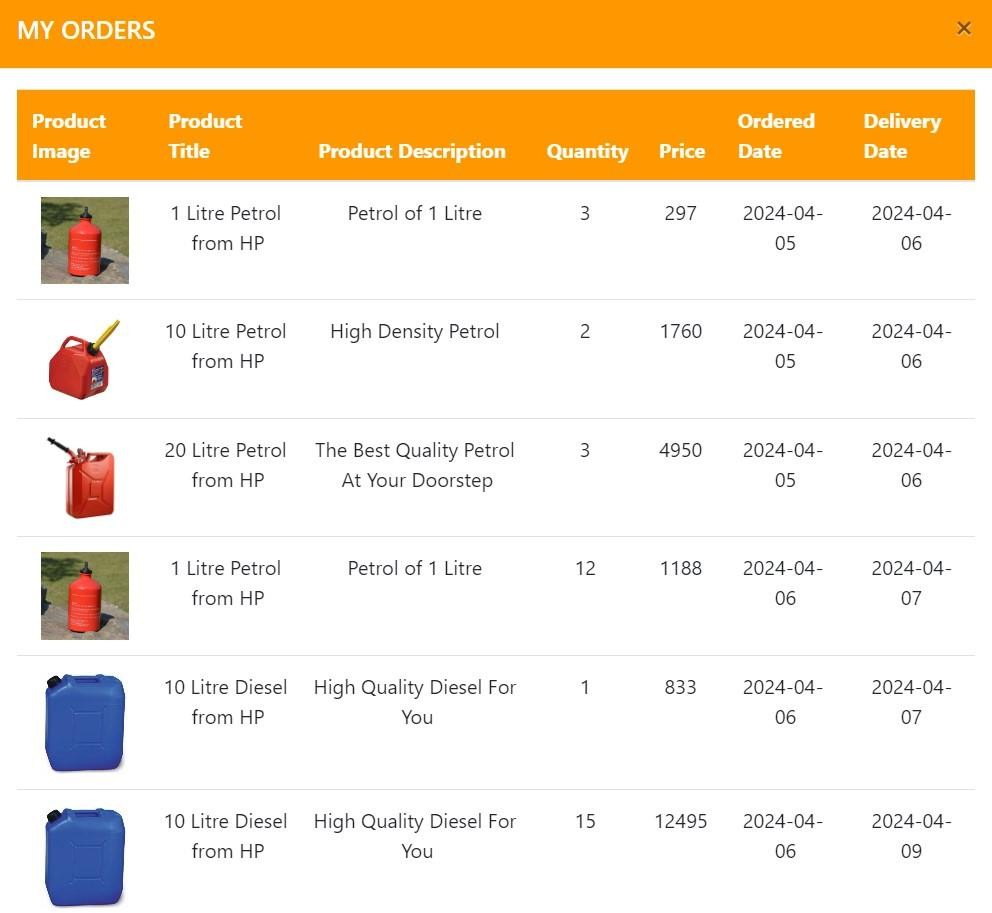 MY ORDERS ×
Product Image Product Title Product Description Quantity Price Ordered Date Delivery Date
1 Litre Petrol from HP Petrol of 1 Litre 3 297 2024-04-05 2024-04-06
10 Litre Petrol from HP High Density Petrol 2 1760 2024-04-05 2024-04-06
20 Litre Petrol from HP The Best Quality Petrol At Your Doorstep 3 4950 2024-04-05 2024-04-06
1 Litre Petrol from HP Petrol of 1 Litre 12 1188 2024-04-06 2024-04-07
10 Litre Diesel from HP High Quality Diesel For You 1 833 2024-04-06 2024-04-07
10 Litre Diesel from HP High Quality Diesel For You 15 12495 2024-04-06 2024-04-09